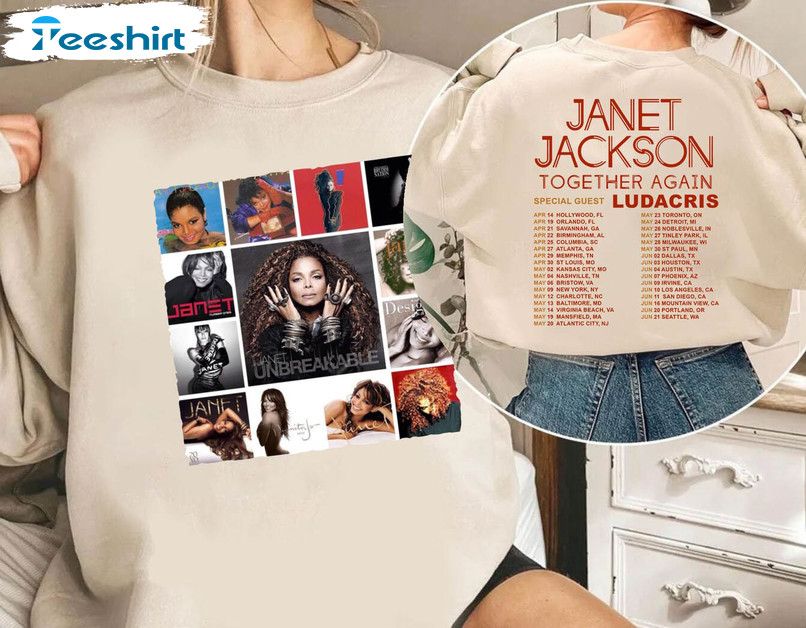 Teeshirt
JANET
JACKSON
TOGETHER AGAIN
SPECIAL GUEST LUDACRIS
APR 14 HOLLYWOOD, FL
APR 19 ORLANDO, FL
APR 21 SAVANNAH, GA
APR 22 BIRMINGHAM, AL
APR 25 COLUMBIA, SC
APR 27 ATLANTA, GA
APR 29 MEMPHIS, TN
APR 30 ST LOUIS, MO
MAY 02 KANSAS CITY, MO
MAY 04 NASHVILLE, TN
MAY 06 BRISTOW, VA
MAY 09 NEW YORK, NY
MAY 12 CHARLOTTE, NC
MAY 13 BALTIMORE, MD
MAY 14 VIRGINIA BEACH, VA
MAY 19 MANSFIELD, MA
MAY 20 ATLANTIC CITY, NJ
MAY 23 TORONTO, ON
MAY 24 DETROIT, MI
MAY 26 NOBLESVILLE, IN
MAY 27 TINLEY PARK, IL
MAY 28 MILWAUKEE, WI
MAY 30 ST PAUL, MN
JUN 02 DALLAS, TX
JUN 03 HOUSTON, TX
JUN 04 AUSTIN, TX
JUN 07 PHOENIX, AZ
JUN 09 IRVINE, CA
JUN 10 LOS ANGELES, CA
JUN 11 SAN DIEGO, CA
JUN 16 MOUNTAIN VIEW, CA
JUN 20 PORTLAND, OR
JUN 21 SEATTLE, WA
JANET
Desig
JANET
JANET
UNBREAKABLE
JANET